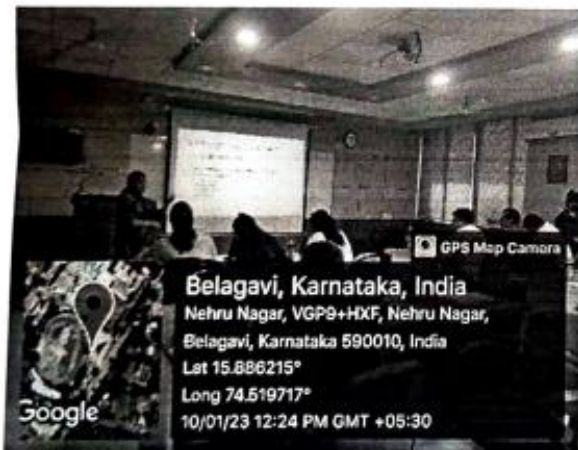 GPS Map Camera
Belagavi, Karnataka, India
Nehru Nagar, VGP9+HXF, Nehru Nagar,
Belagavi, Karnataka 590010, India
Lat 15.886215°
Long 74.519717°
10/01/23 12:24 PM GMT +05:30
Google